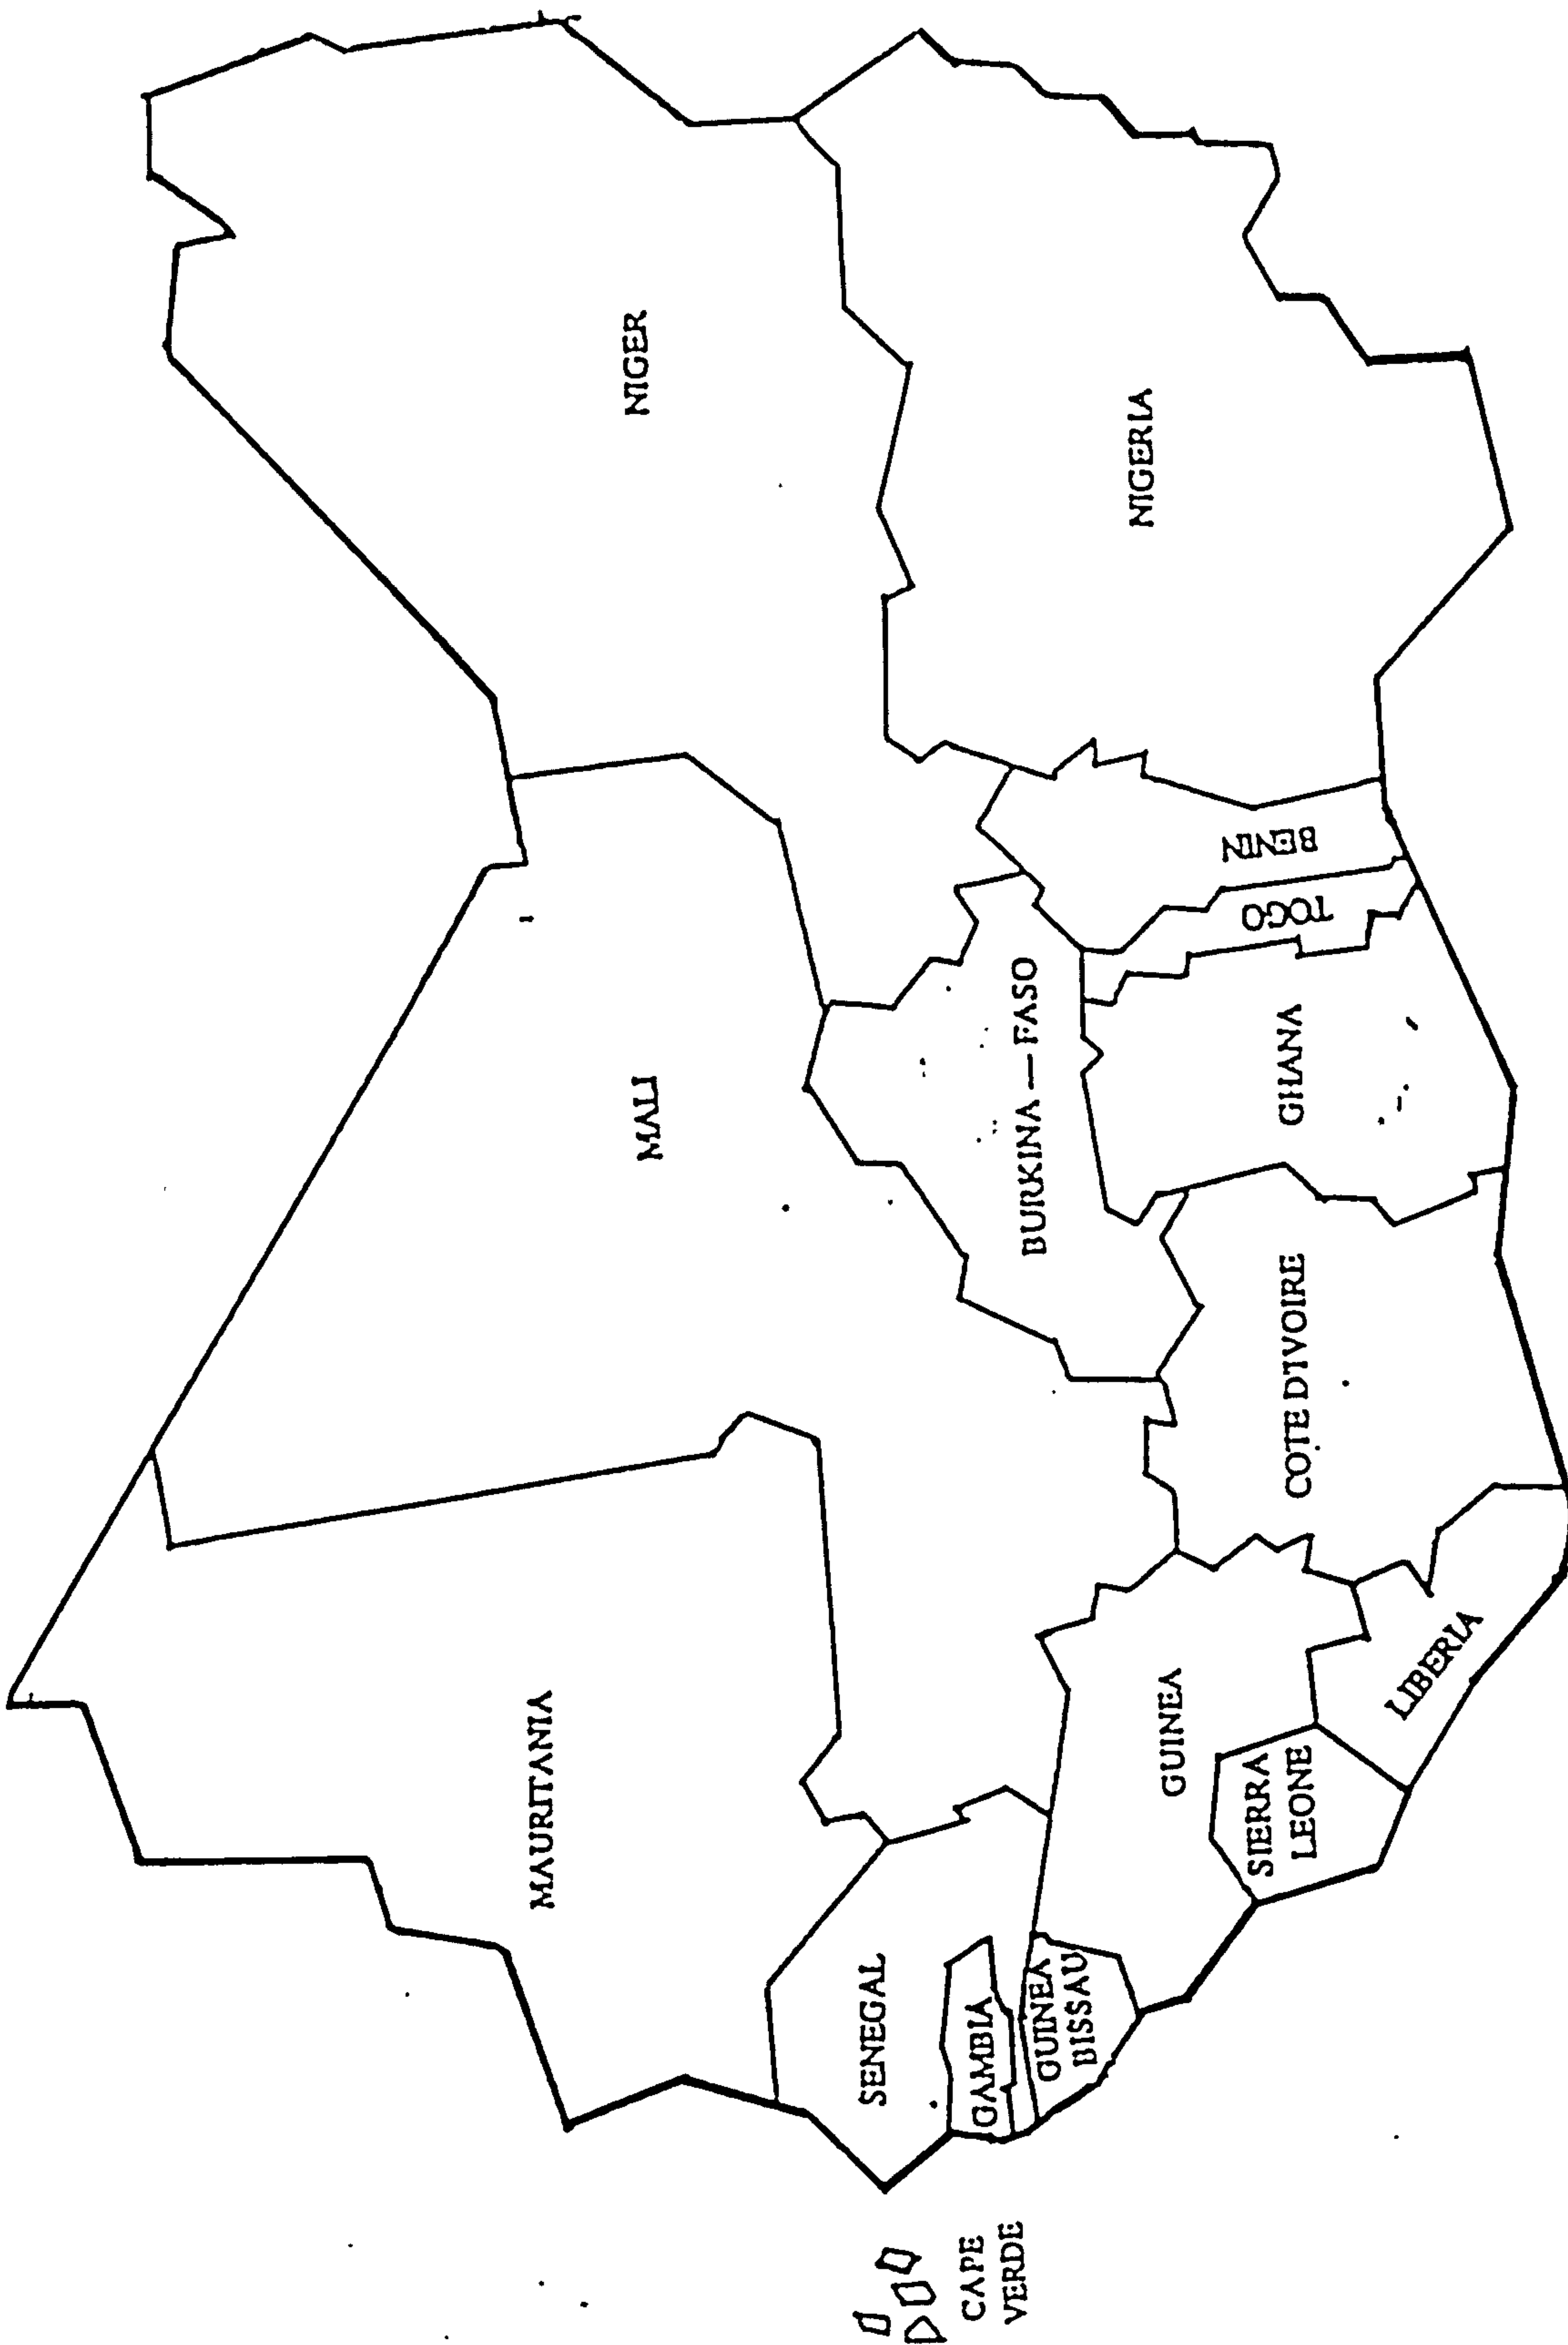 MAURITANIA
MALI
NIGER
SENEGAL
GAMBIA
GUINEA
BISSAU
CAPE
VERDE
GUINEA
SIERRA
LEONE
LIBERIA
COTE D'IVOIRE
BURKINA — FASO
GHANA
TOGO
BENIN
NIGERIA